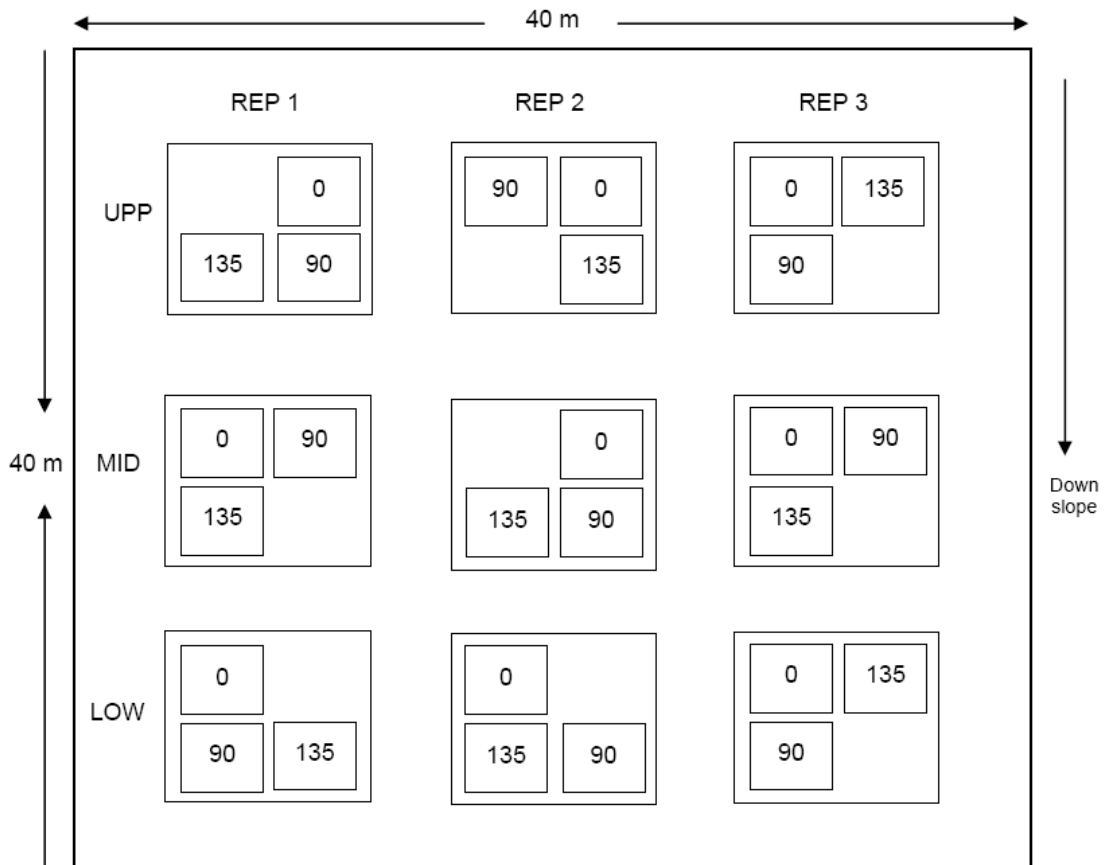 40 m
REP 1 REP 2 REP 3
UPP
0 90 0 0 135
135 90 135 90
MID
0 90 0 0 90
135 135 90 135
40 m
Down
slope
LOW
0 0 0 135
90 135 135 90 90